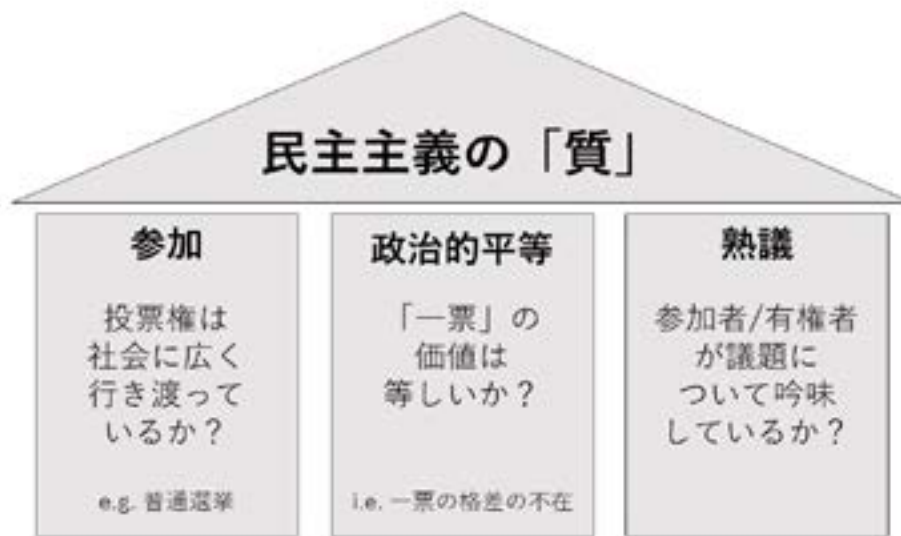 民主主義の「質」
参加
投票権は
社会に広く
行き渡って
いるか？
e.g. 普通選挙
政治的平等
「一票」の
価値は
等しいか？
i.e. 一票の格差の不在
熟議
参加者/有権者
が議題に
ついて吟味
しているか？